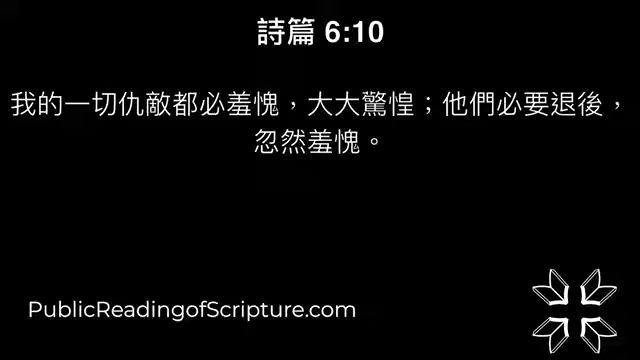 詩篇 6:10
我的一切仇敵都必羞愧，大大驚惶；他們必要退後，
忽然羞愧。
PublicReadingofScripture.com